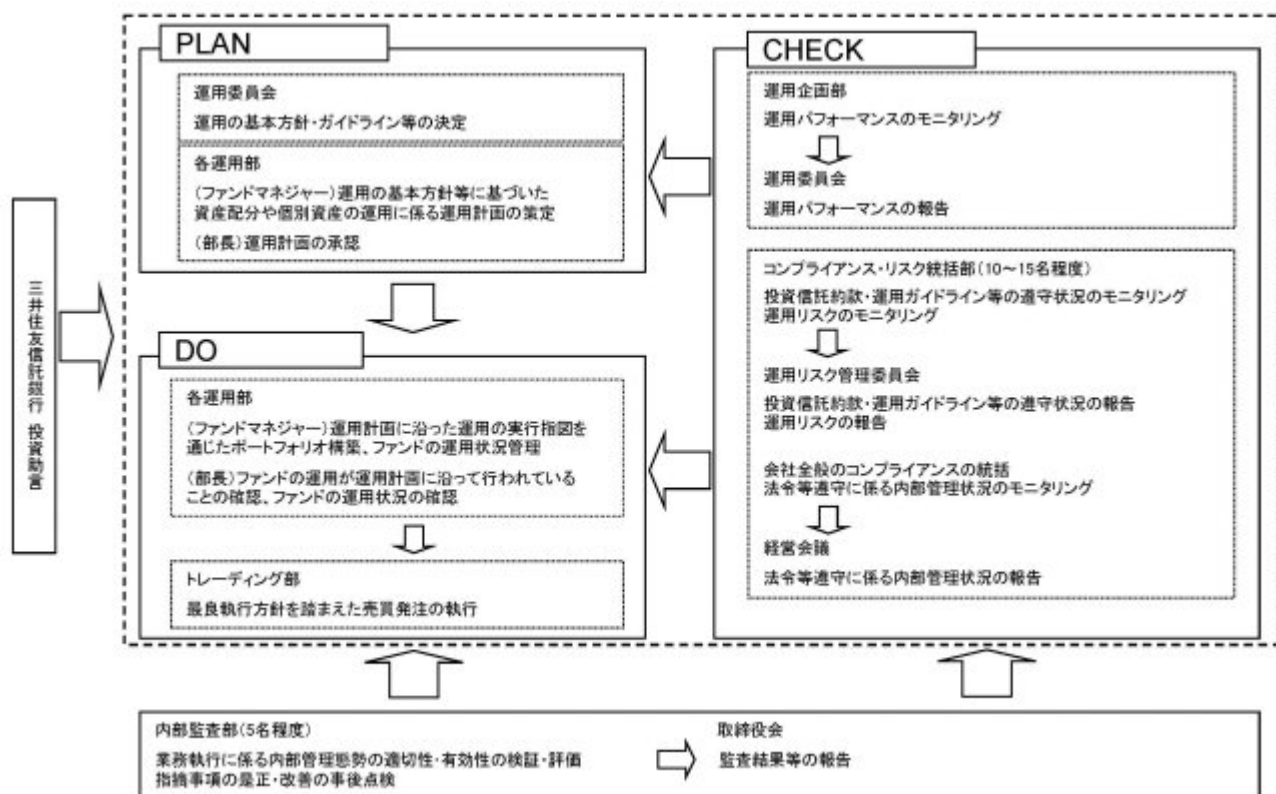 PLAN
運用委員会
運用の基本方針・ガイドライン等の決定
各運用部
(ファンドマネジャー)運用の基本方針等に基づいた
資産配分や個別資産の運用に係る運用計画の策定
(部長)運用計画の承認
CHECK
運用企画部
運用パフォーマンスのモニタリング
運用委員会
運用パフォーマンスの報告
コンプライアンス・リスク統括部(10～15名程度)
投資信託約款・運用ガイドライン等の遵守状況のモニタリング
運用リスクのモニタリング
運用リスク管理委員会
投資信託約款・運用ガイドライン等の遵守状況の報告
運用リスクの報告
会社全般のコンプライアンスの統括
法令等遵守に係る内部管理状況のモニタリング
経営会議
法令等遵守に係る内部管理状況の報告
三井住友信託銀行 投資助言
DO
各運用部
(ファンドマネジャー)運用計画に沿った運用の実行指図を
通じたポートフォリオ構築、ファンドの運用状況管理
(部長)ファンドの運用が運用計画に沿って行われている
ことの確認、ファンドの運用状況の確認
トレーディング部
最良執行方針を踏まえた売買発注の執行
内部監査部(5名程度)
業務執行に係る内部管理態勢の適切性・有効性の検証・評価
指摘事項の是正・改善の事後点検
取締役会
監査結果等の報告